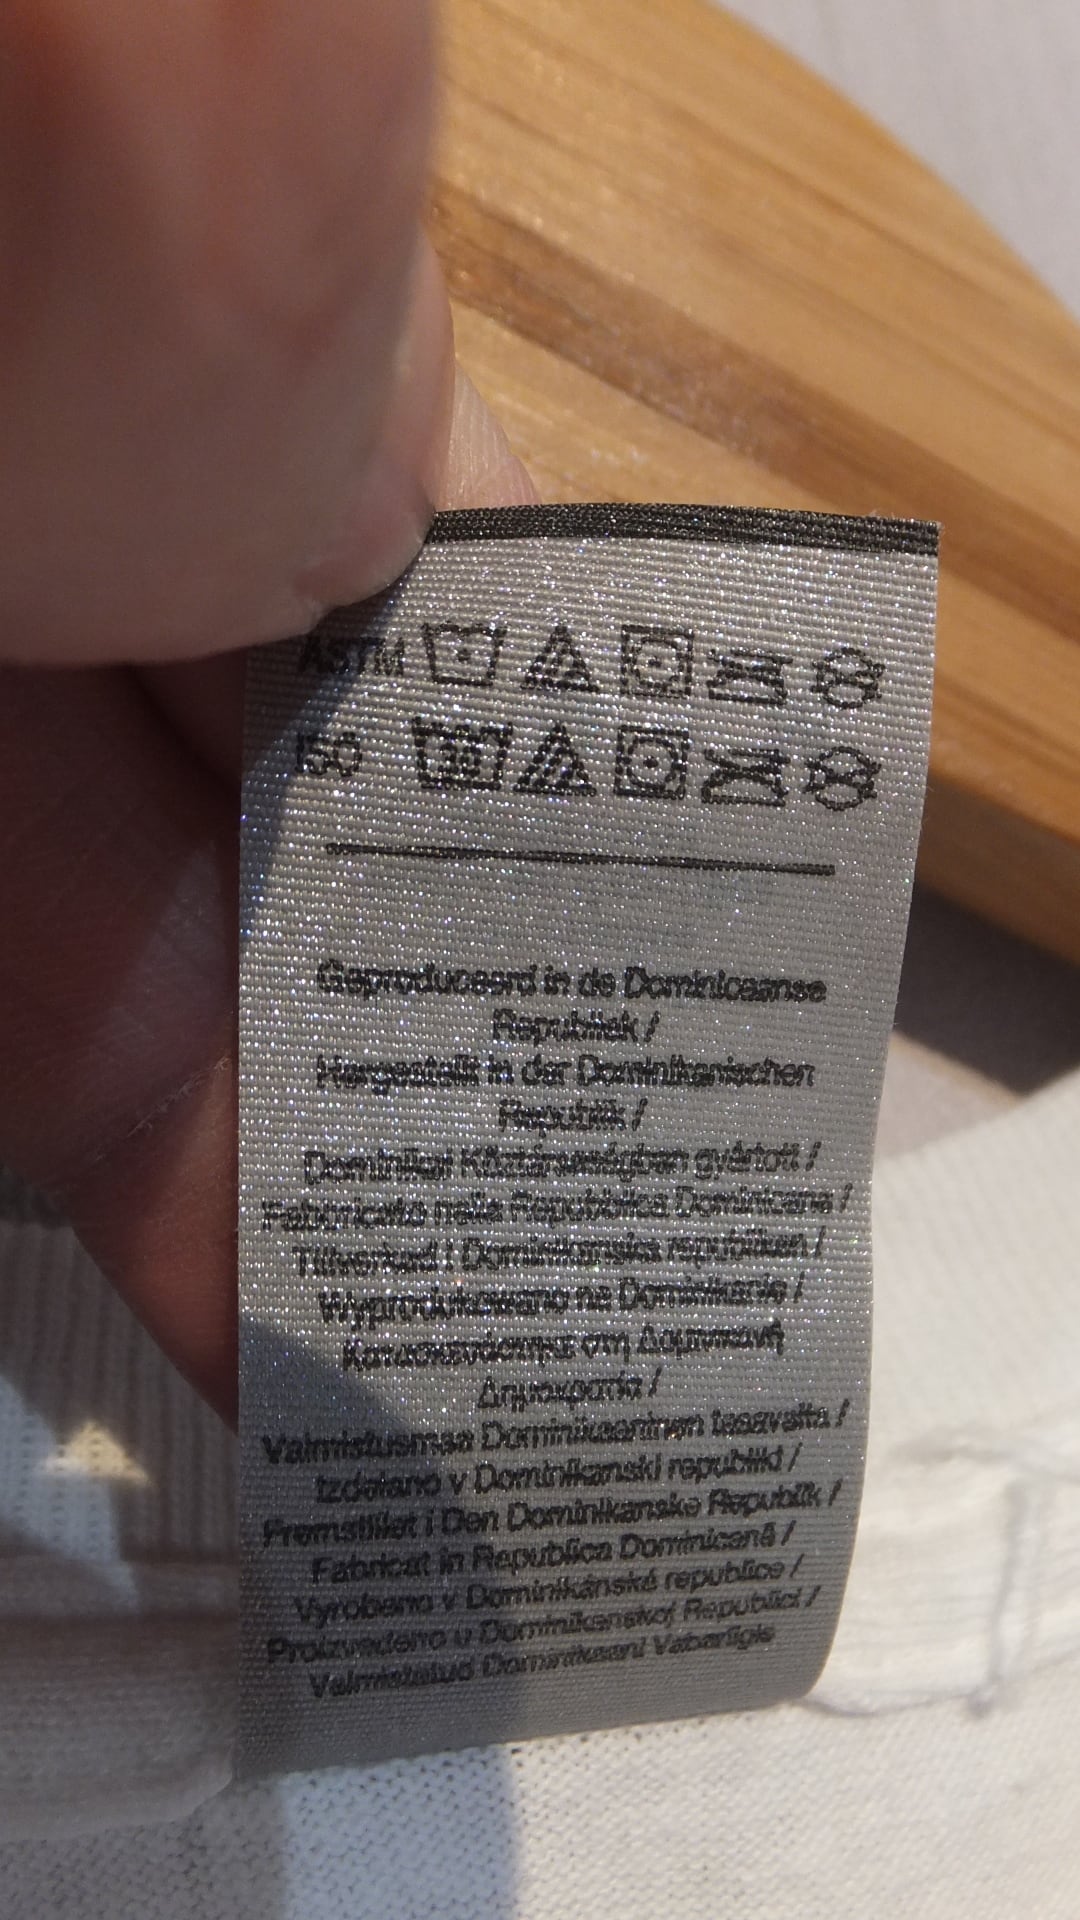 ASTM
ISO 30
Geproduceerd in de Dominicaanse
Republiek /
Hergestellt in der Dominikanischen
Republik /
Dominikai Köztársaságban gyártott /
Fabbricato nella Repubblica Dominicana /
Tillverkad i Dominikanska republiken /
Wyprodukowano na Dominikanie /
Κατασκευάστηκε στη Δομινικανή
Δημοκρατία /
Valmistusmaa Dominikaaninen tasavalta /
Izdelano v Dominikanski republiki /
Fremstillet i Den Dominikanske Republik /
Fabricat în Republica Dominicană /
Vyrobeno v Dominikánské republice /
Proizvedeno u Dominikanskoj Republici /
Valmistatud Dominikaani Vabariigis